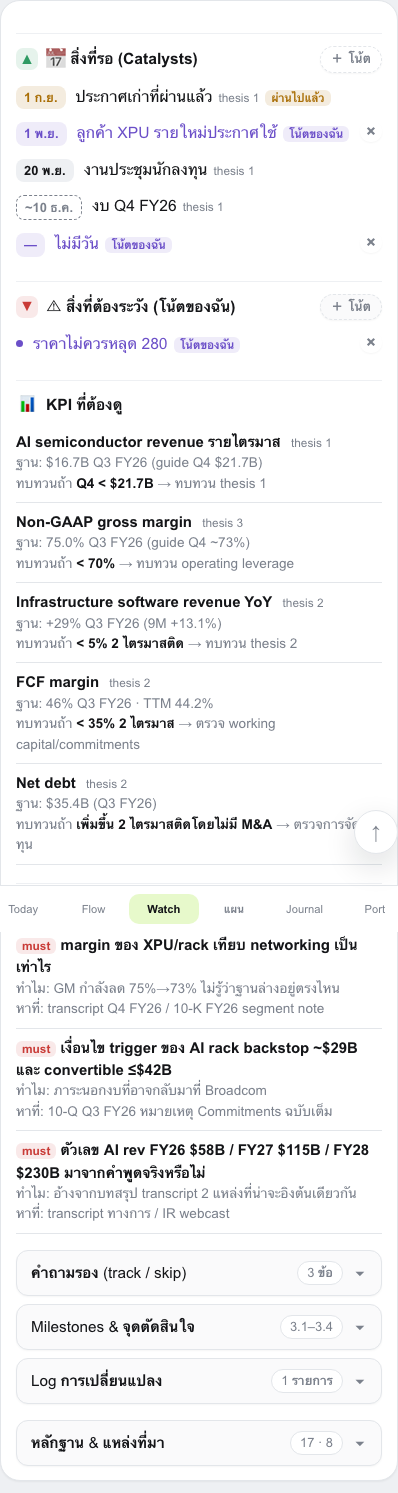 ▲ 📅 สิ่งที่รอ (Catalysts) + โน้ต
1 ก.ย. ประกาศเก่าที่ผ่านแล้ว thesis 1 ผ่านไปแล้ว
1 พ.ย. ลูกค้า XPU รายใหม่ประกาศใช้ โน้ตของฉัน ×
20 พ.ย. งานประชุมนักลงทุน thesis 1
~10 ธ.ค. งบ Q4 FY26 thesis 1
— ไม่มีวัน โน้ตของฉัน ×
▼ ⚠ สิ่งที่ต้องระวัง (โน้ตของฉัน) + โน้ต
• ราคาไม่ควรหลุด 280 โน้ตของฉัน ×
📊 KPI ที่ต้องดู
AI semiconductor revenue รายไตรมาส thesis 1
ฐาน: $16.7B Q3 FY26 (guide Q4 $21.7B)
ทบทวนถ้า Q4 < $21.7B → ทบทวน thesis 1
Non-GAAP gross margin thesis 3
ฐาน: 75.0% Q3 FY26 (guide Q4 ~73%)
ทบทวนถ้า < 70% → ทบทวน operating leverage
Infrastructure software revenue YoY thesis 2
ฐาน: +29% Q3 FY26 (9M +13.1%)
ทบทวนถ้า < 5% 2 ไตรมาสติด → ทบทวน thesis 2
FCF margin thesis 2
ฐาน: 46% Q3 FY26 · TTM 44.2%
ทบทวนถ้า < 35% 2 ไตรมาส → ตรวจ working
capital/commitments
Net debt thesis 2
ฐาน: $35.4B (Q3 FY26)
ทบทวนถ้า เพิ่มขึ้น 2 ไตรมาสติดโดยไม่มี M&A → ตรวจการ
ทุน
↑
Today Flow Watch แผน Journal Port
must margin ของ XPU/rack เทียบ networking เป็น
เท่าไร
ทำไม: GM กำลังลด 75%→73% ไม่รู้ว่าฐานล่างอยู่ตรงไหน
หาที่: transcript Q4 FY26 / 10-K FY26 segment note
must เงื่อนไข trigger ของ AI rack backstop ~$29B
และ convertible ≤$42B
ทำไม: ภาระนอกงบที่อาจกลับมาที่ Broadcom
หาที่: 10-Q Q3 FY26 หมายเหตุ Commitments ฉบับเต็ม
must ตัวเลข AI rev FY26 $58B / FY27 $115B / FY28
$230B มาจากคำพูดจริงหรือไม่
ทำไม: อ้างจากบทสรุป transcript 2 แหล่งที่น่าจะอิงต้นเดียวกัน
หาที่: transcript ทางการ / IR webcast
คำถามรอง (track / skip) 3 ข้อ
Milestones & จุดตัดสินใจ 3.1–3.4
Log การเปลี่ยนแปลง 1 รายการ
หลักฐาน & แหล่งที่มา 17 · 8